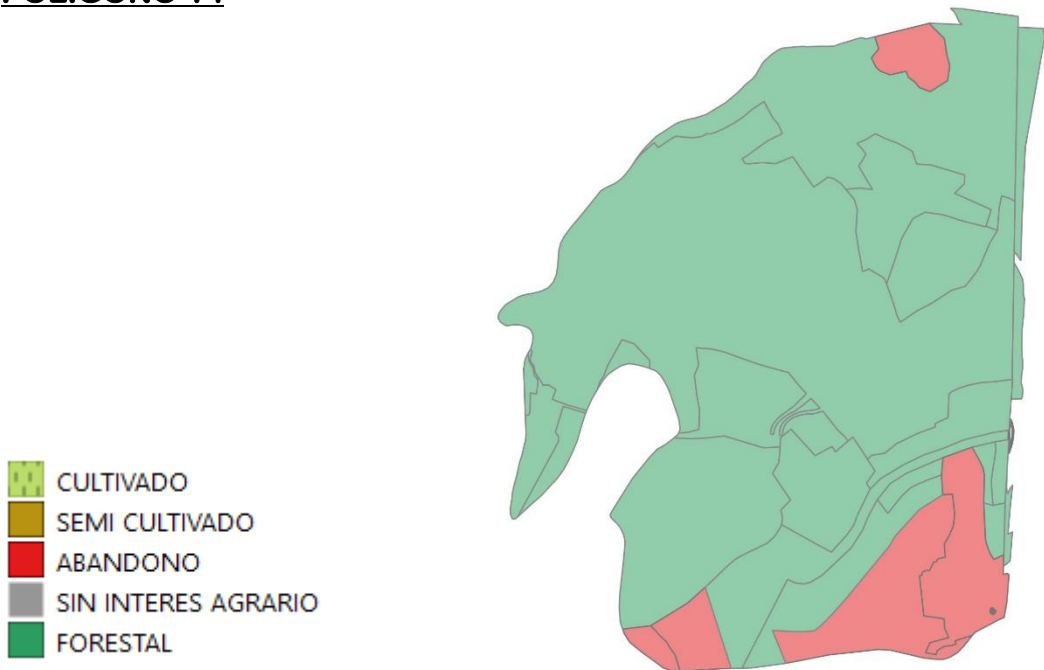 CULTIVADO
SEMI CULTIVADO
ABANDONO
SIN INTERES AGRARIO
FORESTAL